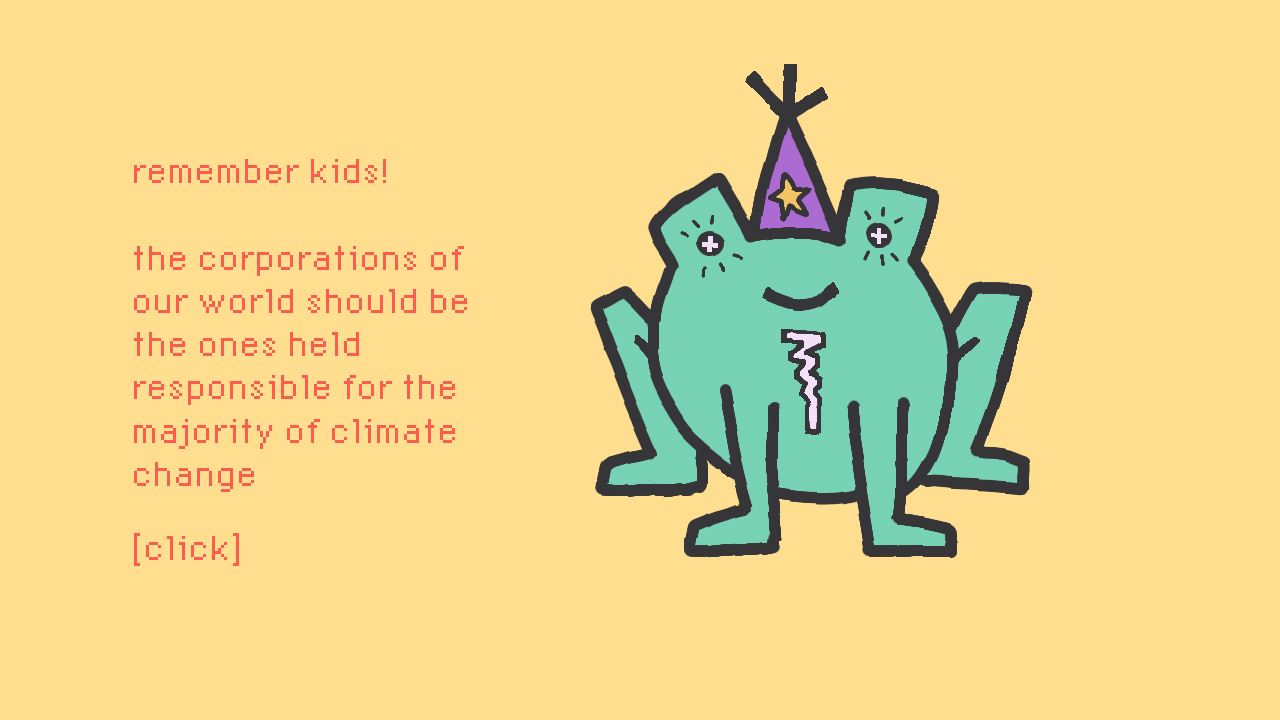 remember kids!
the corporations of
our world should be
the ones held
responsible for the
majority of climate
change
[click]